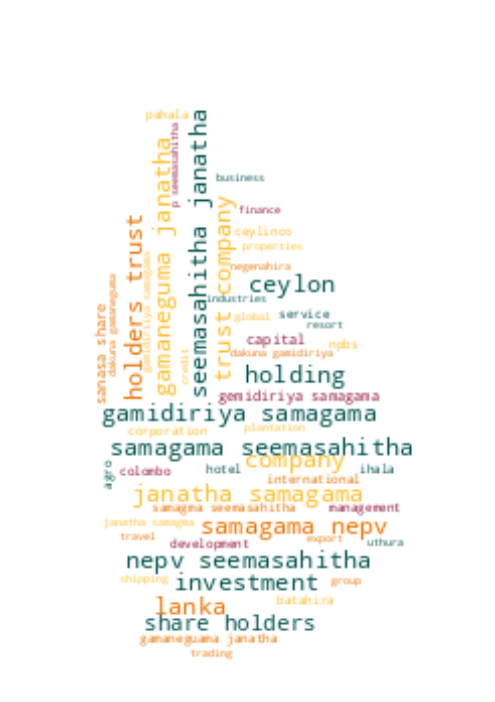 pahala
seemasahitha janatha
p seemasahitha
gamaneguma janatha
business
trust company
finance
holders trust
ceylinco
properties
gamidiriya samagama
negenahira
dakuna gamaneguma
ceylon
sanasa share
industries
global
service
resort
capital
npbs
credit
dakuna gamidiriya
holding
gemidiriya samagama
gamidiriya samagama
corporation
plantation
samagama seemasahitha
company
agro
colombo
hotel
ihala
international
janatha samagama
samagma seemasahitha
management
janatha samagma
samagama nepv
travel
export
development
uthura
nepv seemasahitha
shipping
investment
group
lanka
batahira
share holders
gamaneguama janatha
trading